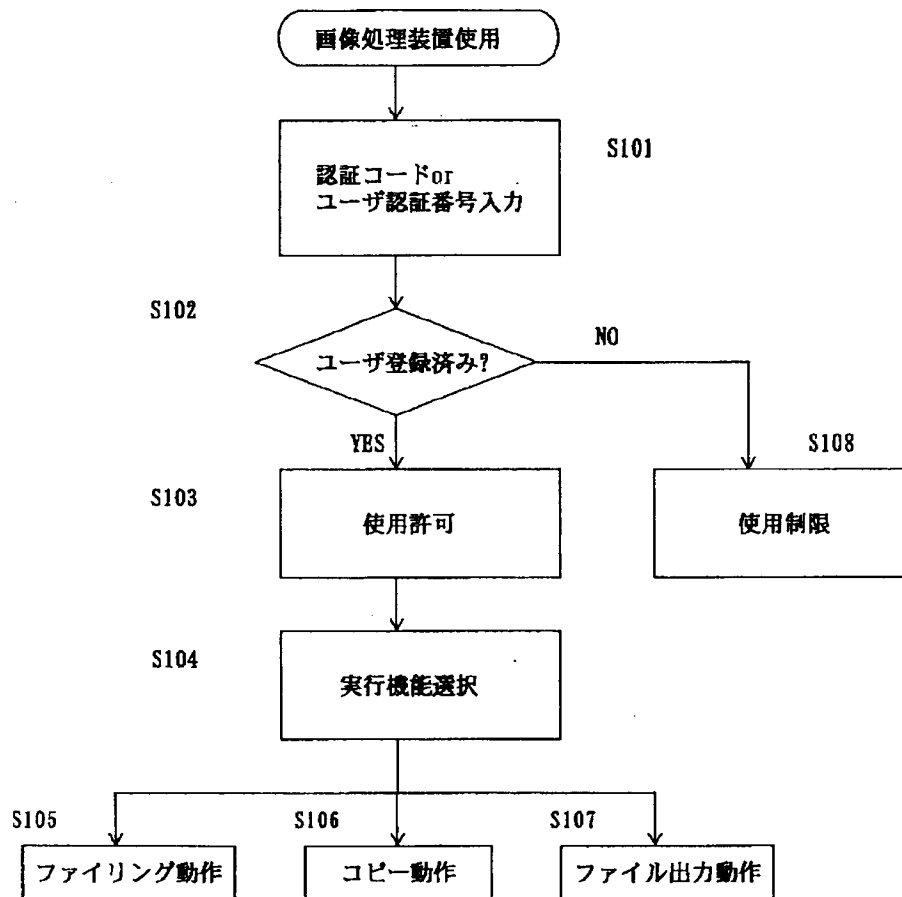 画像処理装置使用
S101
認証コードor
ユーザ認証番号入力
S102
ユーザ登録済み?
NO
YES
S108
S103
使用許可
使用制限
S104
実行機能選択
S105
S106
S107
ファイリング動作
コピー動作
ファイル出力動作